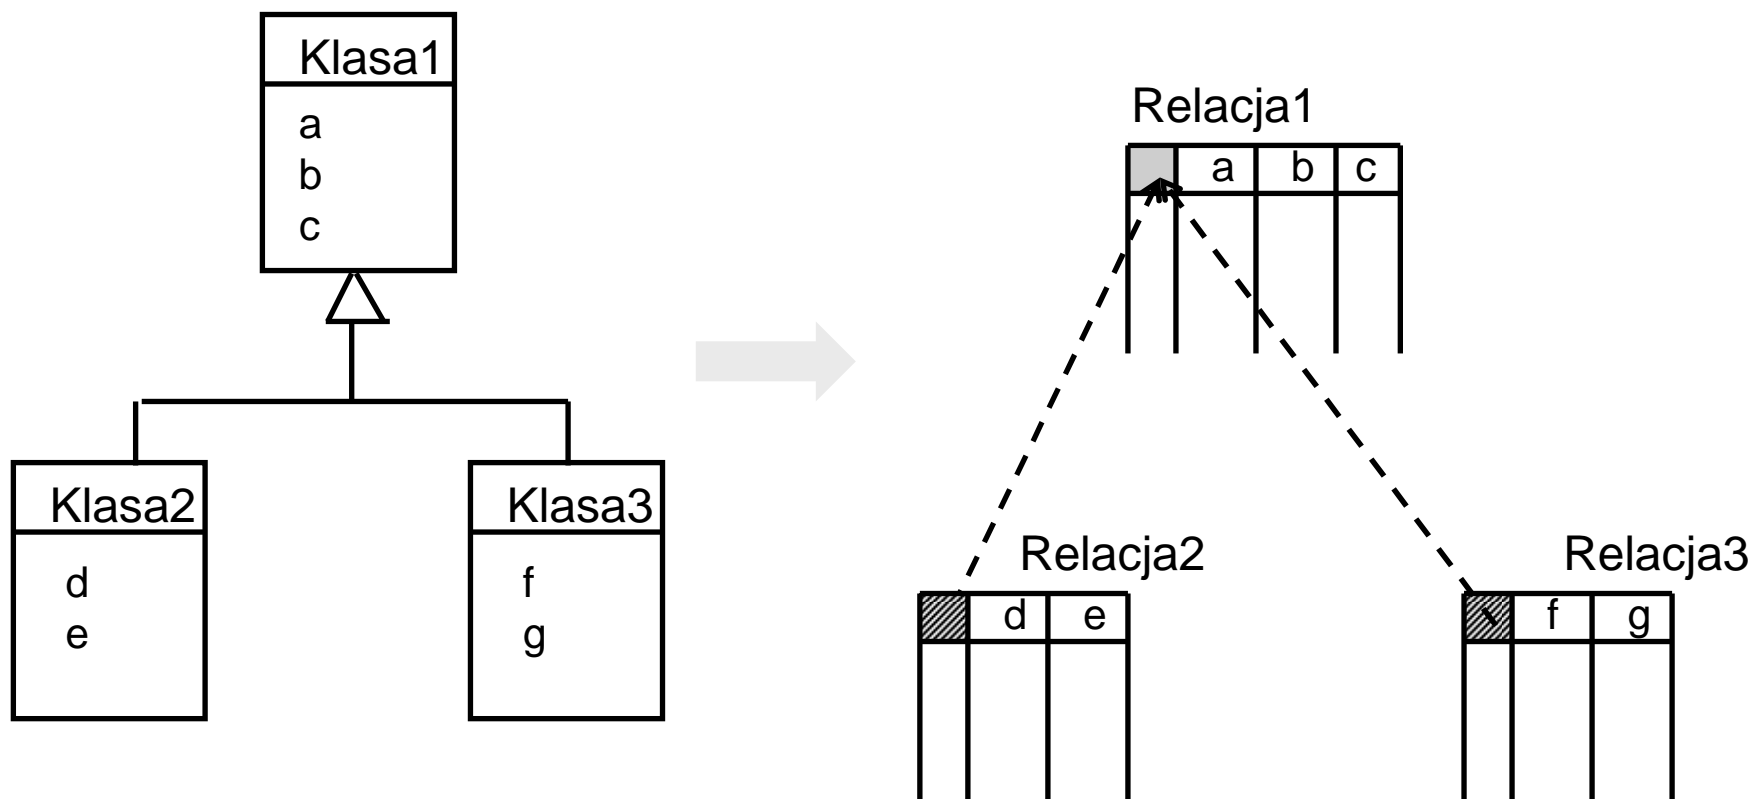 Klasa1
a
b
c
Klasa2
d
e
Klasa3
f
g
Relacja1
a b c
Relacja2
d e
Relacja3
f g